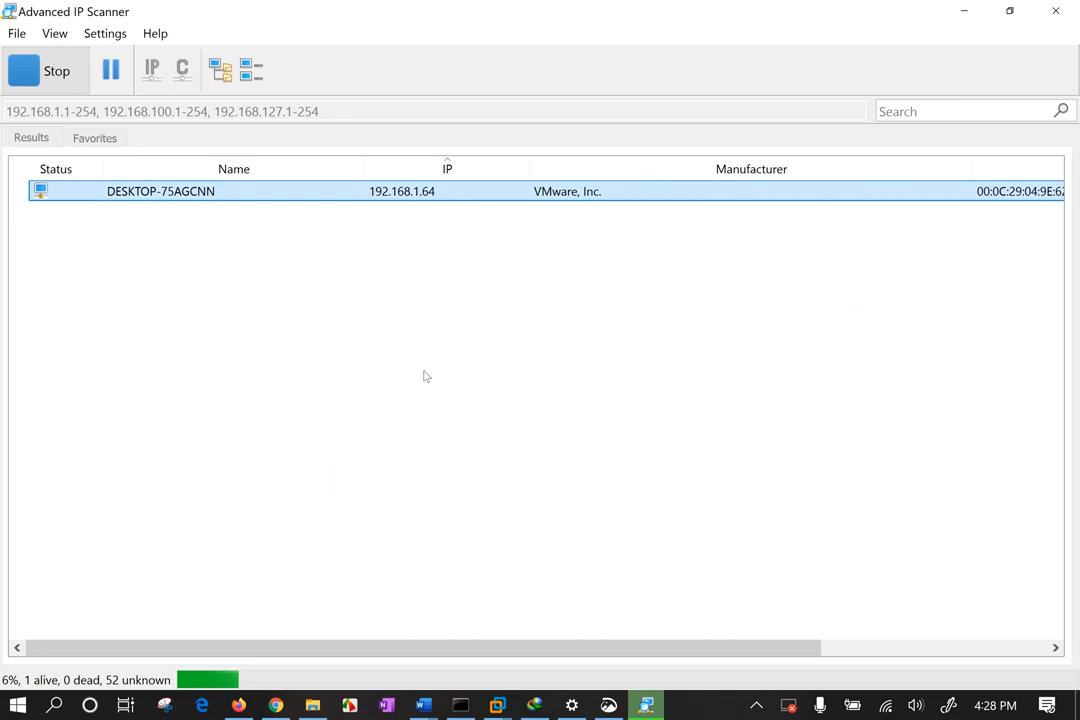 Advanced IP Scanner
File View Settings Help
Stop IP C
192.168.1.1-254, 192.168.100.1-254, 192.168.127.1-254 Search
Results Favorites
Status Name IP Manufacturer
DESKTOP-75AGCNN 192.168.1.64 VMware, Inc. 00:0C:29:04:9E:62
6%, 1 alive, 0 dead, 52 unknown
4:28 PM